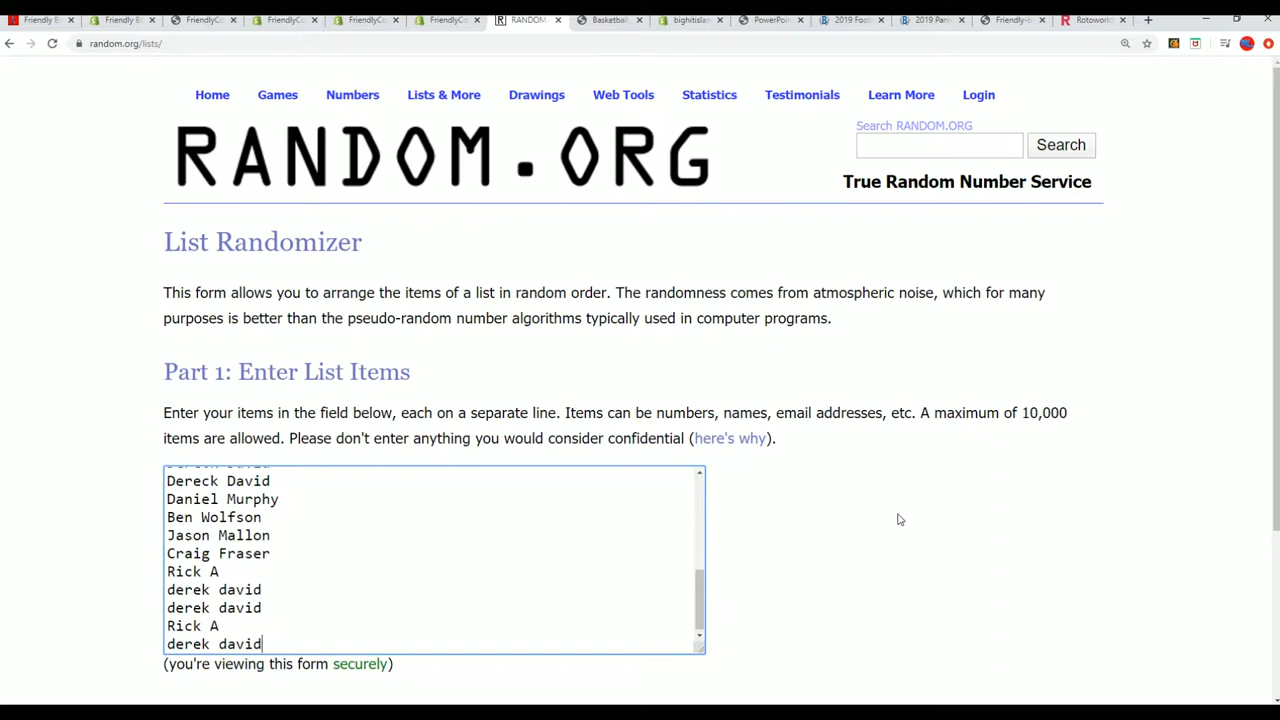 Friendly B
Friendly B
FriendlyCo
FriendlyCo
FriendlyCo
FriendlyCo
RANDOM
Basketball
bighitisland
PowerPoin
2019 Foot
2019 Pan
Friendly-b
Rotoworld
random.org/lists/
Home Games Numbers Lists & More Drawings Web Tools Statistics Testimonials Learn More Login
RANDOM.ORG
Search RANDOM.ORG
Search
True Random Number Service
List Randomizer
This form allows you to arrange the items of a list in random order. The randomness comes from atmospheric noise, which for many
purposes is better than the pseudo-random number algorithms typically used in computer programs.
Part 1: Enter List Items
Enter your items in the field below, each on a separate line. Items can be numbers, names, email addresses, etc. A maximum of 10,000
items are allowed. Please don't enter anything you would consider confidential (here's why).
Dereck David
Daniel Murphy
Ben Wolfson
Jason Mallon
Craig Fraser
Rick A
derek david
derek david
Rick A
derek david
(you're viewing this form securely)